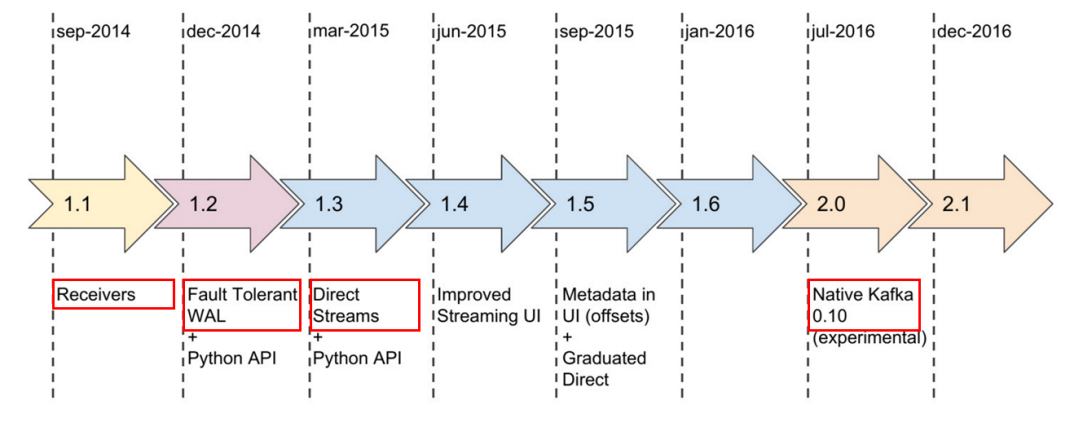 sep-2014
dec-2014
mar-2015
jun-2015
sep-2015
jan-2016
jul-2016
dec-2016
1.1
1.2
1.3
1.4
1.5
1.6
2.0
2.1
Receivers
Fault Tolerant
WAL
+
Python API
Direct
Streams
+
Python API
Improved
Streaming UI
Metadata in
UI (offsets)
+
Graduated
Direct
Native Kafka
0.10
(experimental)